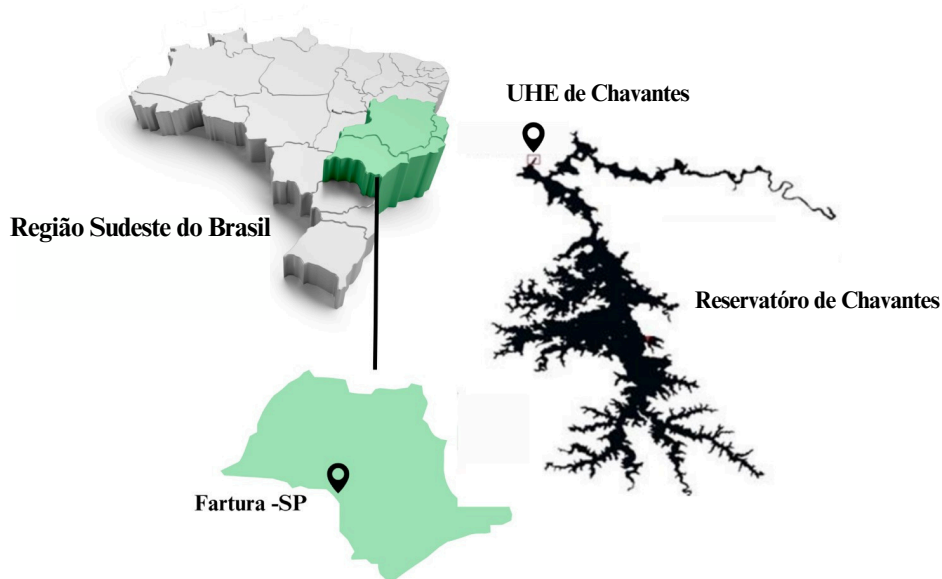 UHE de Chavantes
Região Sudeste do Brasil
Reservatóro de Chavantes
Fartura -SP